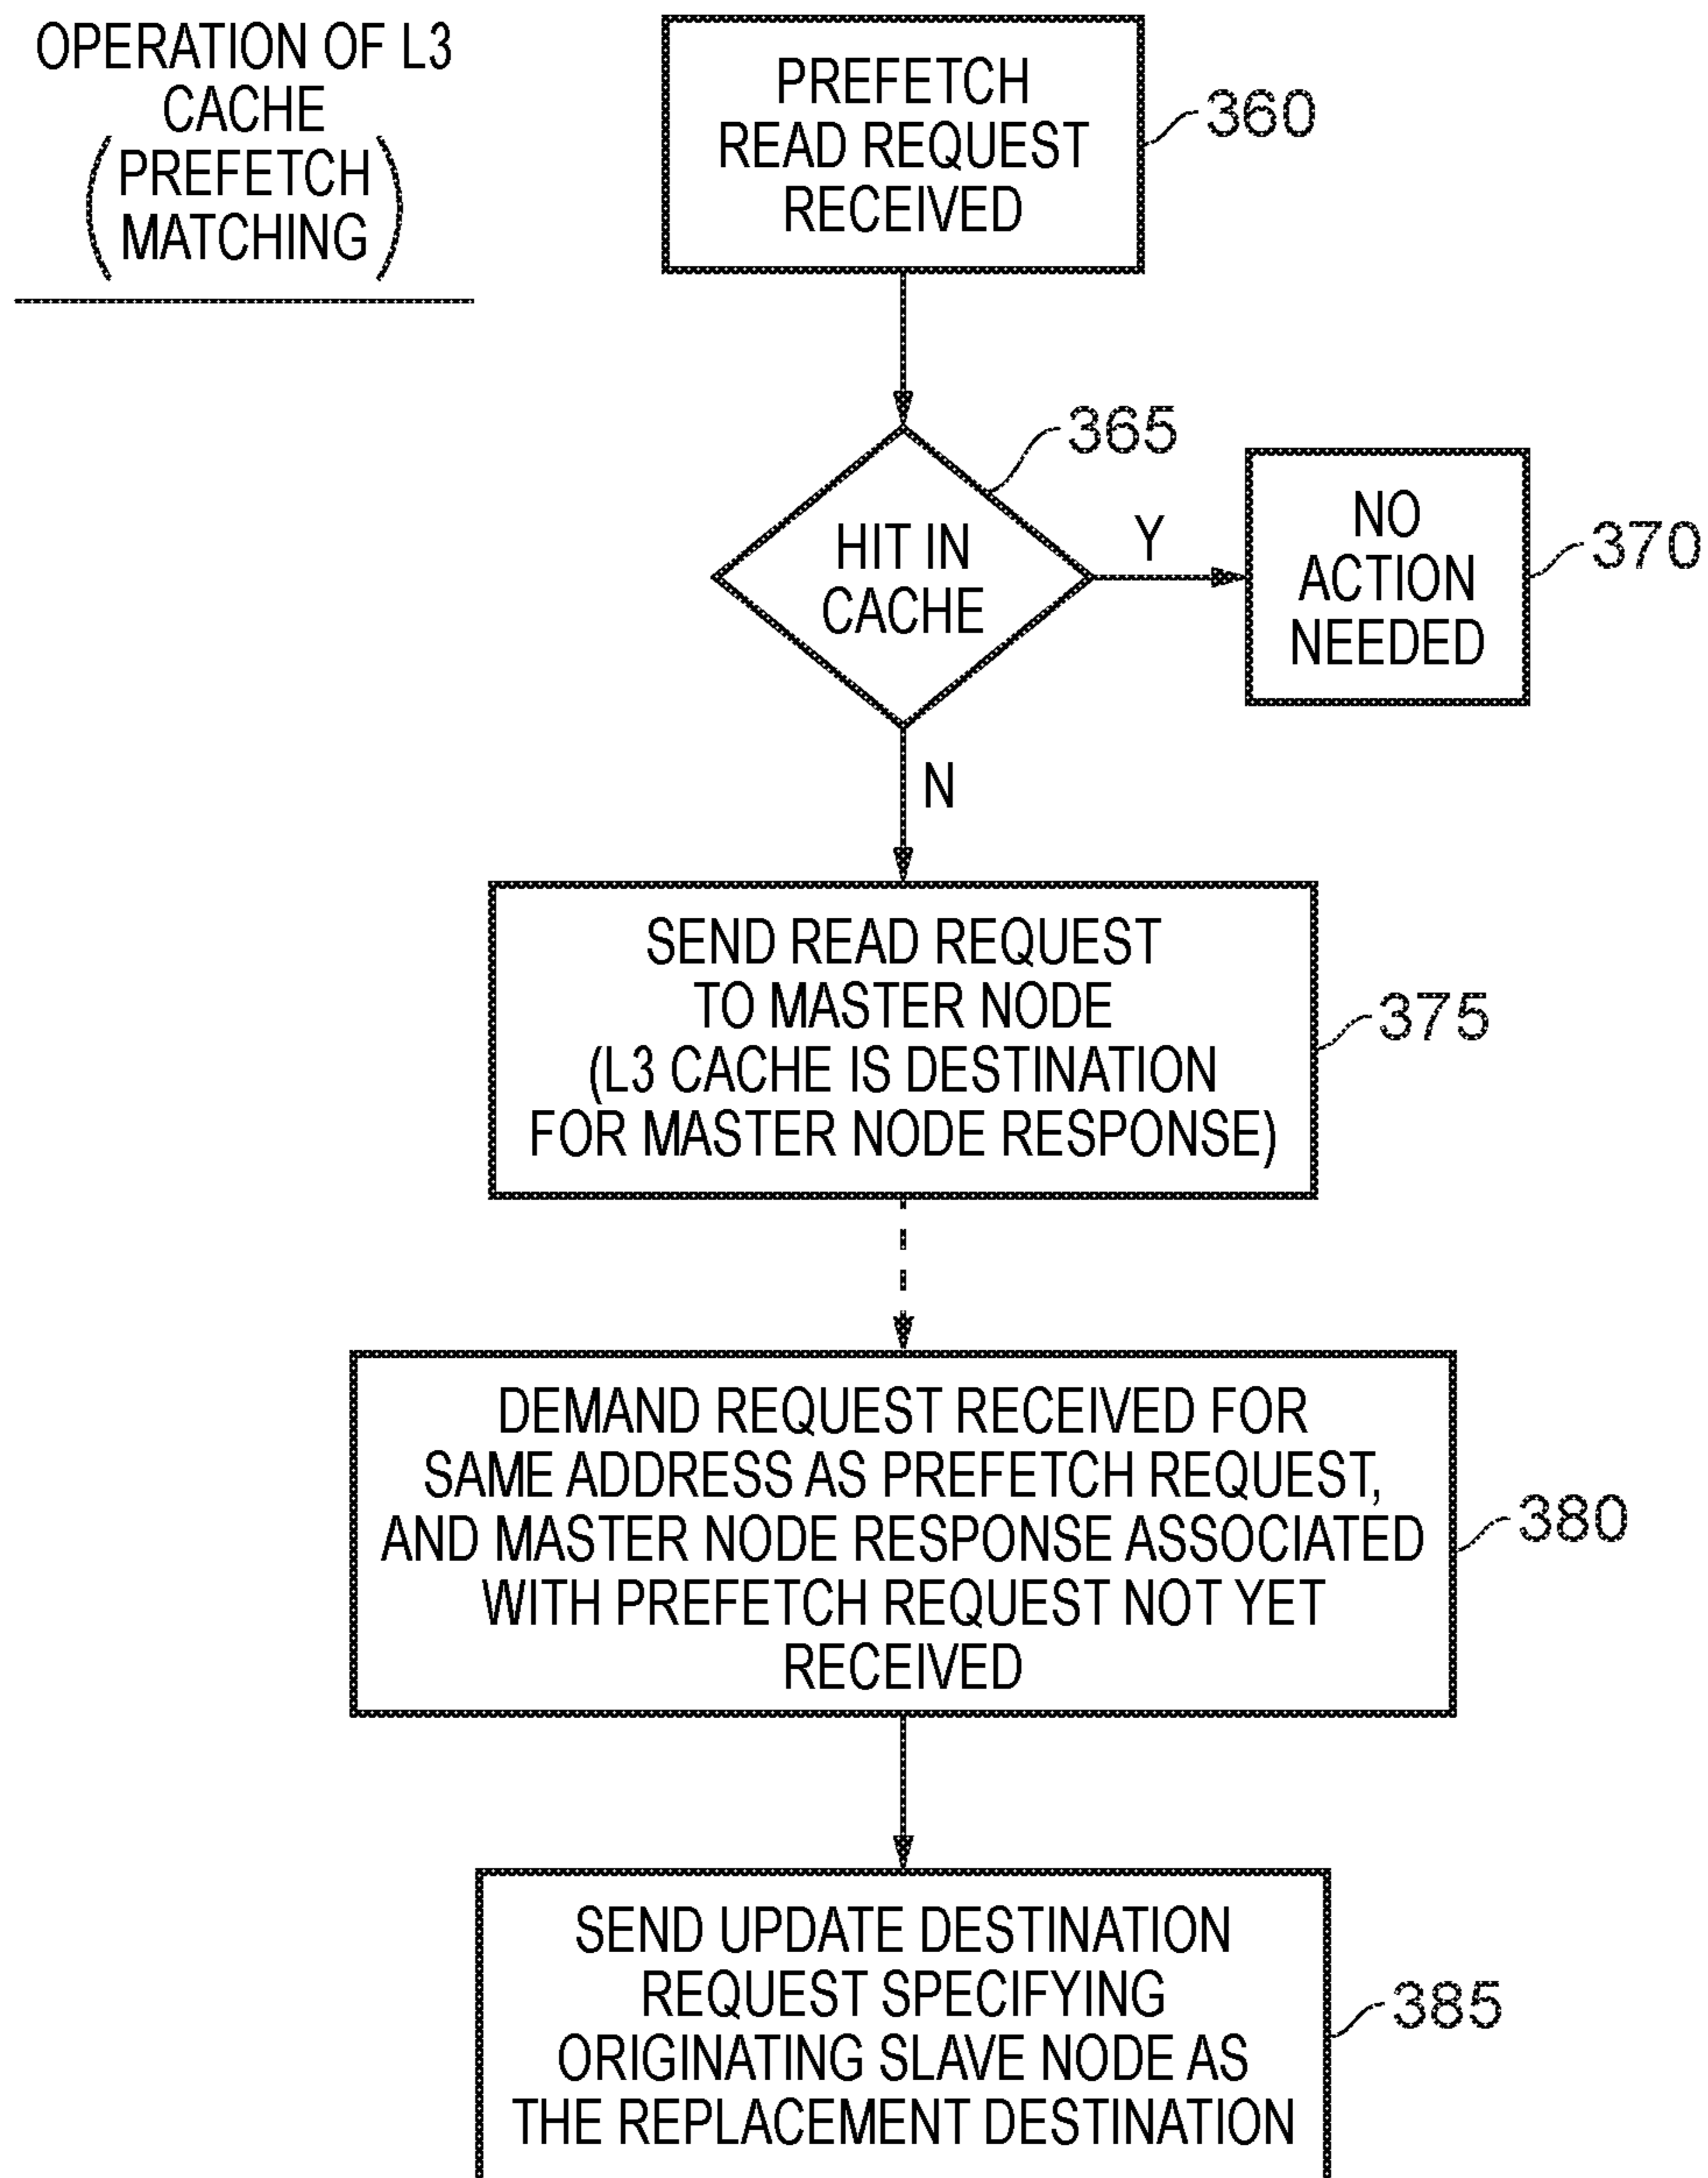 OPERATION OF L3
CACHE
(PREFETCH
MATCHING)
PREFETCH
READ REQUEST
RECEIVED
360
365
HIT IN
CACHE
Y
NO
ACTION
NEEDED
370
N
SEND READ REQUEST
TO MASTER NODE
(L3 CACHE IS DESTINATION
FOR MASTER NODE RESPONSE)
375
DEMAND REQUEST RECEIVED FOR
SAME ADDRESS AS PREFETCH REQUEST,
AND MASTER NODE RESPONSE ASSOCIATED
WITH PREFETCH REQUEST NOT YET
RECEIVED
380
SEND UPDATE DESTINATION
REQUEST SPECIFYING
ORIGINATING SLAVE NODE AS
THE REPLACEMENT DESTINATION
385